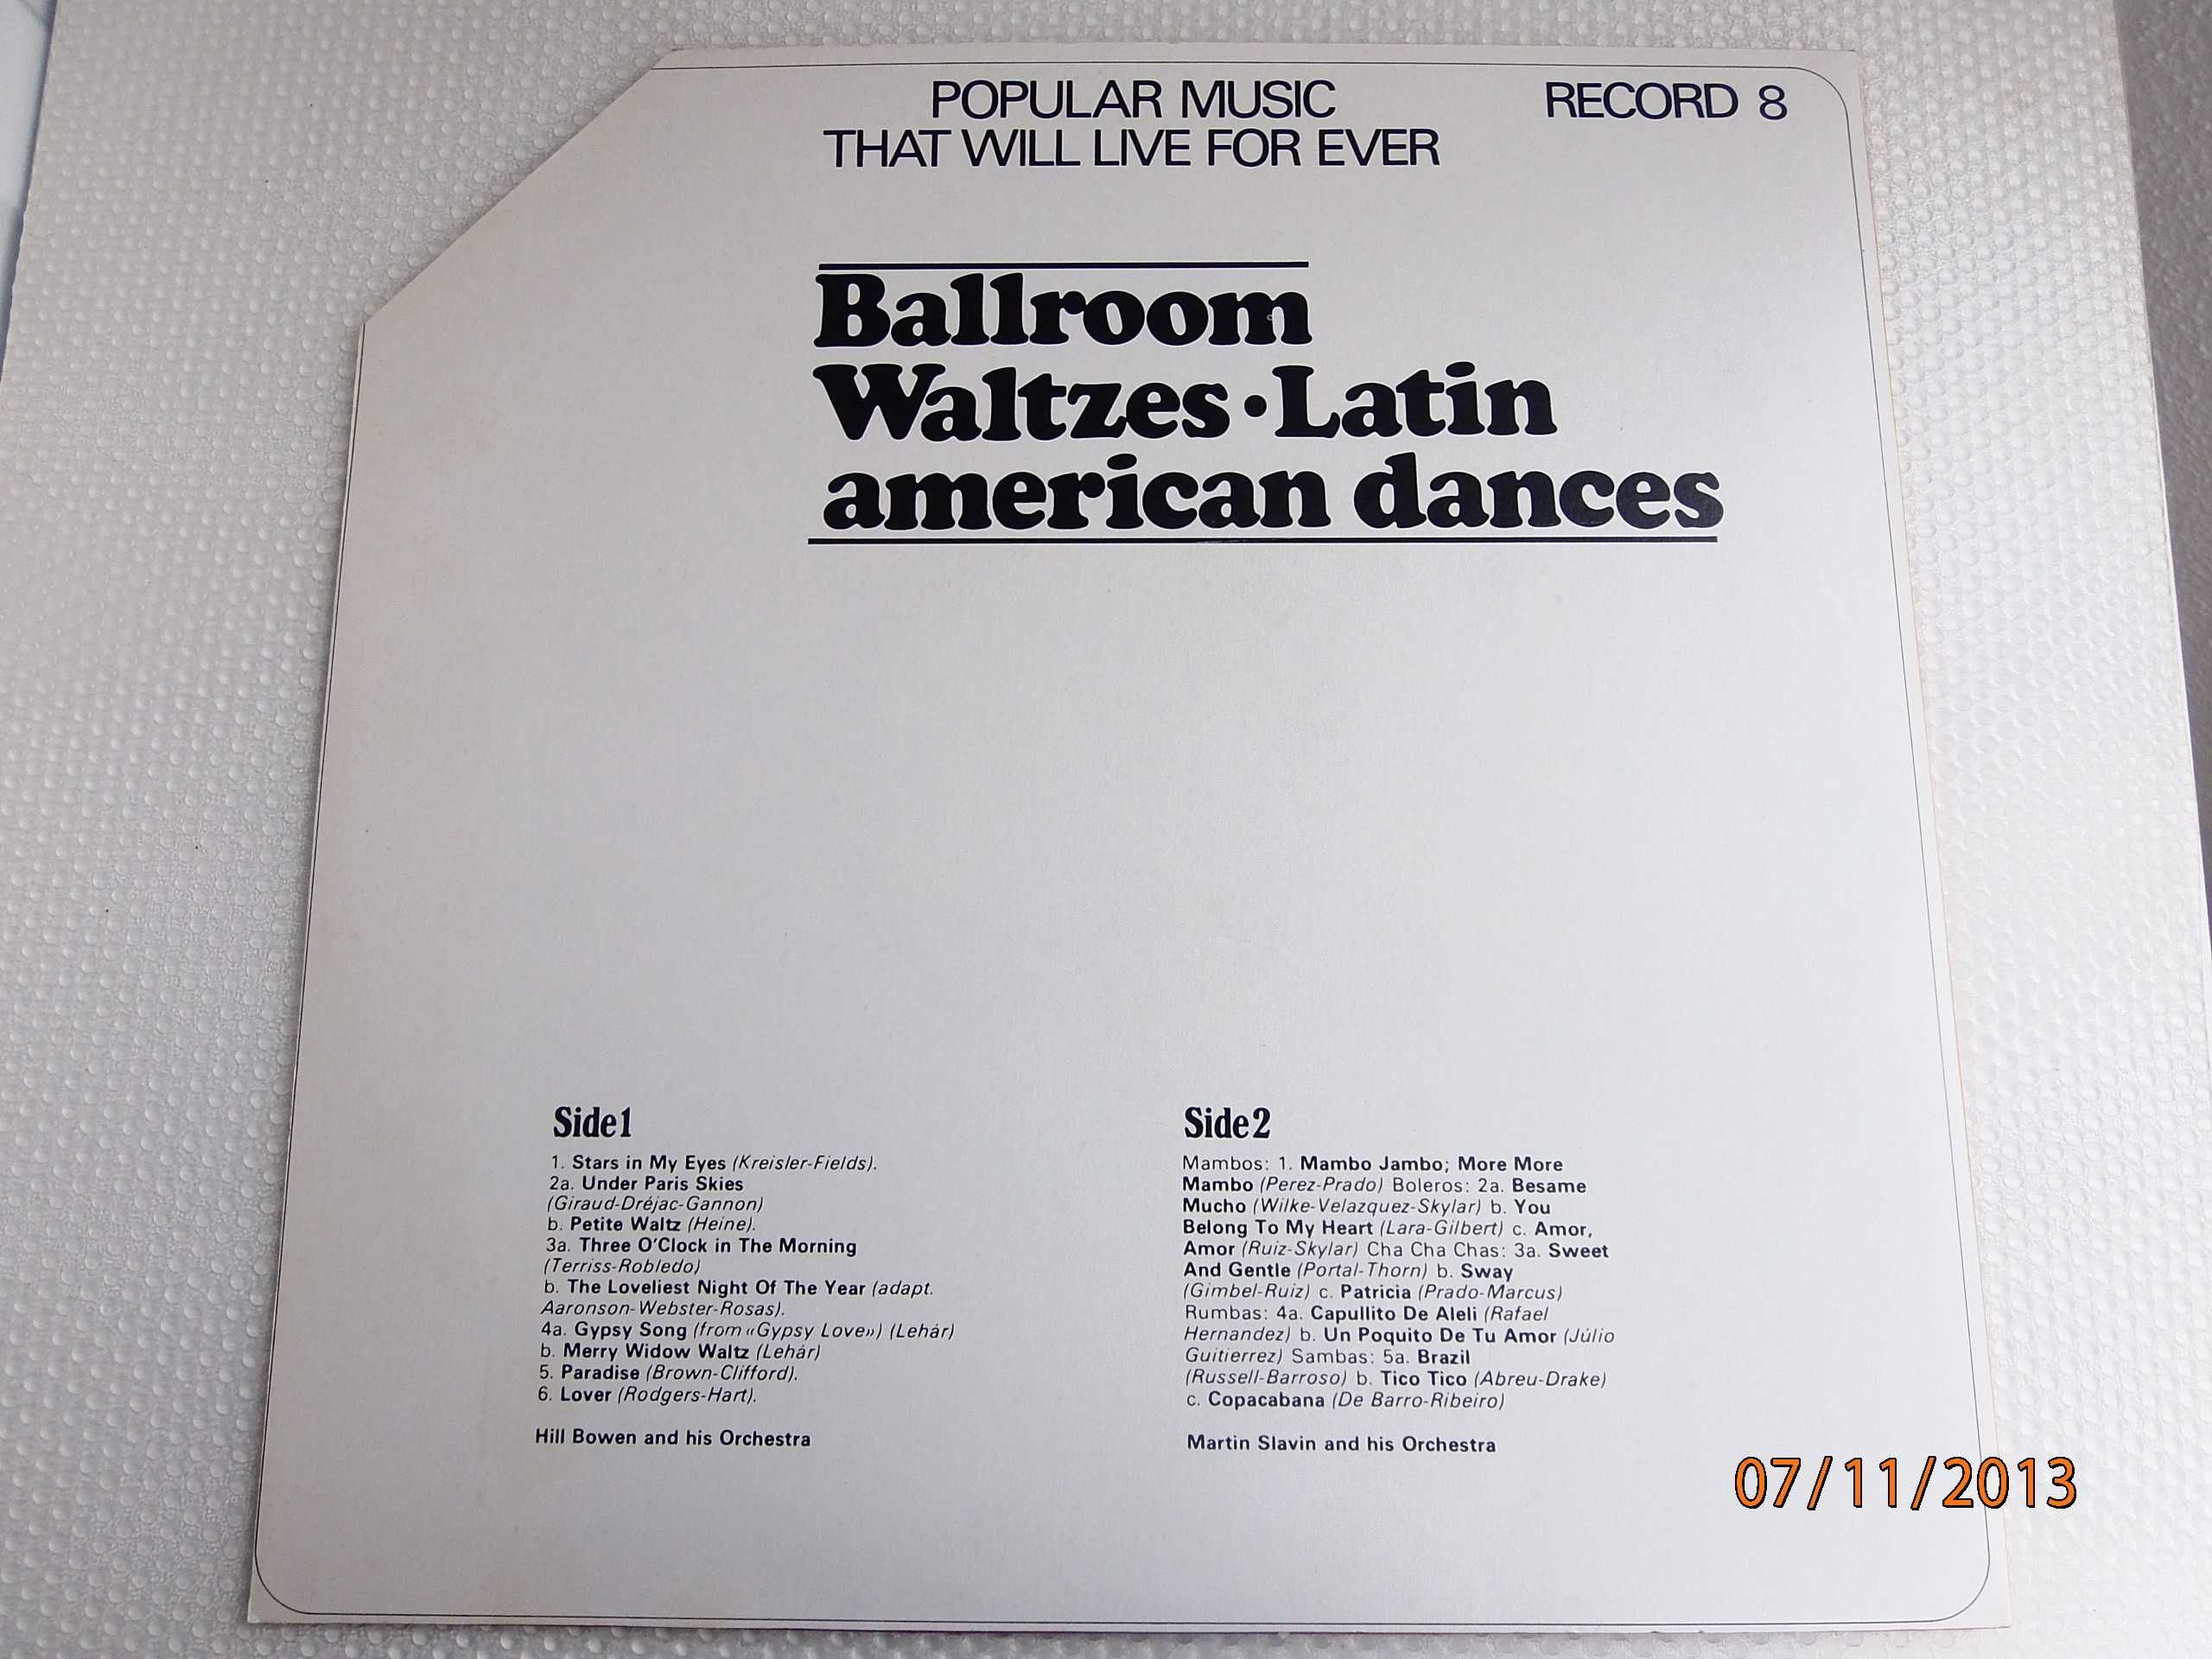 POPULAR MUSIC
THAT WILL LIVE FOR EVER
RECORD 8
Ballroom
Waltzes•Latin
american dances
Side1
1. Stars in My Eyes (Kreisler-Fields).
2a. Under Paris Skies
(Giraud-Dréjac-Gannon)
b. Petite Waltz (Heine).
3a. Three O'Clock in The Morning
(Terriss-Robledo)
b. The Loveliest Night Of The Year (adapt.
Aaronson-Webster-Rosas).
4a. Gypsy Song (from «Gypsy Love») (Lehár)
b. Merry Widow Waltz (Lehár)
5. Paradise (Brown-Clifford).
6. Lover (Rodgers-Hart).
Hill Bowen and his Orchestra
Side2
Mambos: 1. Mambo Jambo; More More
Mambo (Perez-Prado) Boleros: 2a. Besame
Mucho (Wilke-Velazquez-Skylar) b. You
Belong To My Heart (Lara-Gilbert) c. Amor,
Amor (Ruiz-Skylar) Cha Cha Chas: 3a. Sweet
And Gentle (Portal-Thorn) b. Sway
(Gimbel-Ruiz) c. Patricia (Prado-Marcus)
Rumbas: 4a. Capullito De Aleli (Rafael
Hernandez) b. Un Poquito De Tu Amor (Júlio
Guitierrez) Sambas: 5a. Brazil
(Russell-Barroso) b. Tico Tico (Abreu-Drake)
c. Copacabana (De Barro-Ribeiro)
Martin Slavin and his Orchestra
07/11/2013